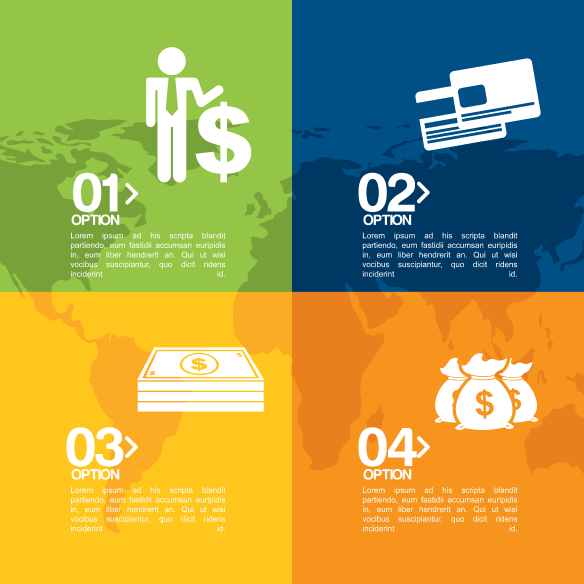 $
01
OPTION
Lorem ipsum ad his scripta blandit
partiendo, eum fastidii accumsan euripidis
in, eum liber hendrerit an. Qui ut wisi
vocibus suscipiantur, quo dicit ridens
inciderint id.
02
OPTION
Lorem ipsum ad his scripta blandit
partiendo, eum fastidii accumsan euripidis
in, eum liber hendrerit an. Qui ut wisi
vocibus suscipiantur, quo dicit ridens
inciderint id.
$ $ $
03
OPTION
Lorem ipsum ad his scripta blandit
partiendo, eum fastidii accumsan euripidis
in, eum liber hendrerit an. Qui ut wisi
vocibus suscipiantur, quo dicit ridens
inciderint id.
$ $
04
OPTION
Lorem ipsum ad his scripta blandit
partiendo, eum fastidii accumsan euripidis
in, eum liber hendrerit an. Qui ut wisi
vocibus suscipiantur, quo dicit ridens
inciderint id.